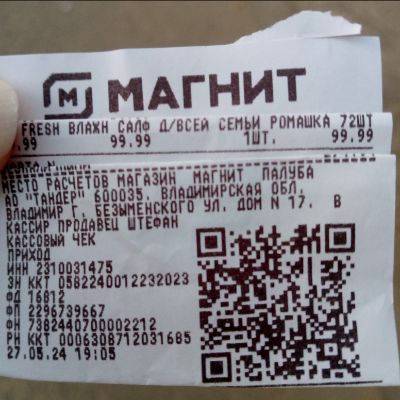 МАГНИТ
FRESH ВЛАЖН САЛФ Д/ВСЕЙ СЕМЬИ РОМАШКА 72ШТ
.99 99.99 1ШТ. 99.99
МЕСТО РАСЧЕТОВ МАГАЗИН МАГНИТ ПАЛУБА
АО "ТАНДЕР" 600035, ВЛАДИМИРСКАЯ ОБЛ,
ВЛАДИМИР Г, БЕЗЫМЕНСКОГО УЛ, ДОМ N 17, В
КАССИР ПРОДАВЕЦ ШТЕФАН
КАССОВЫЙ ЧЕК
ПРИХОД
ИНН 2310031475
ЗН ККТ 0582240012232023
ФД 16812
ФП 2296739667
ФН 7382440700002212
РН ККТ 0006308712031685
27.05.24 19:05